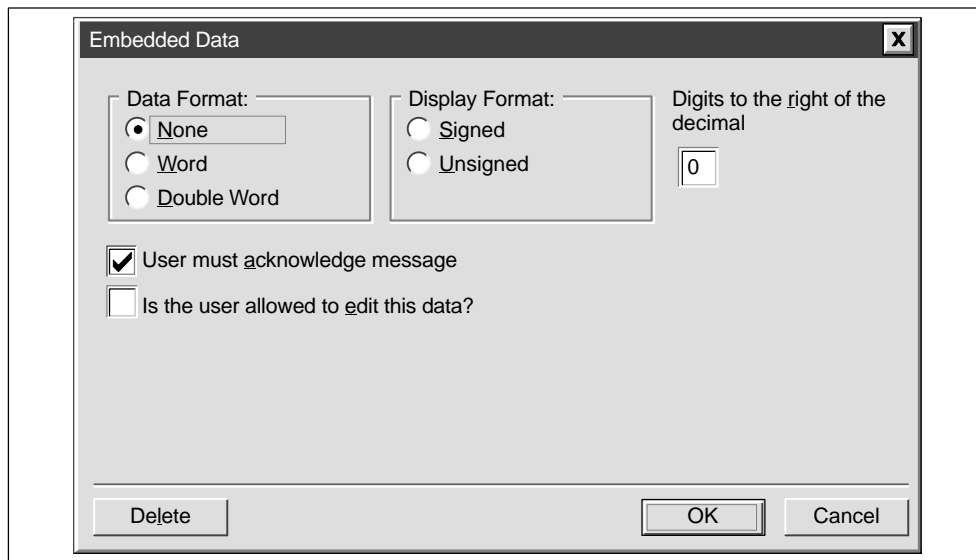 Embedded Data
X
Data Format:
None
Word
Double Word
Display Format:
Signed
Unsigned
Digits to the right of the
decimal
0
User must acknowledge message
Is the user allowed to edit this data?
Delete
OK
Cancel